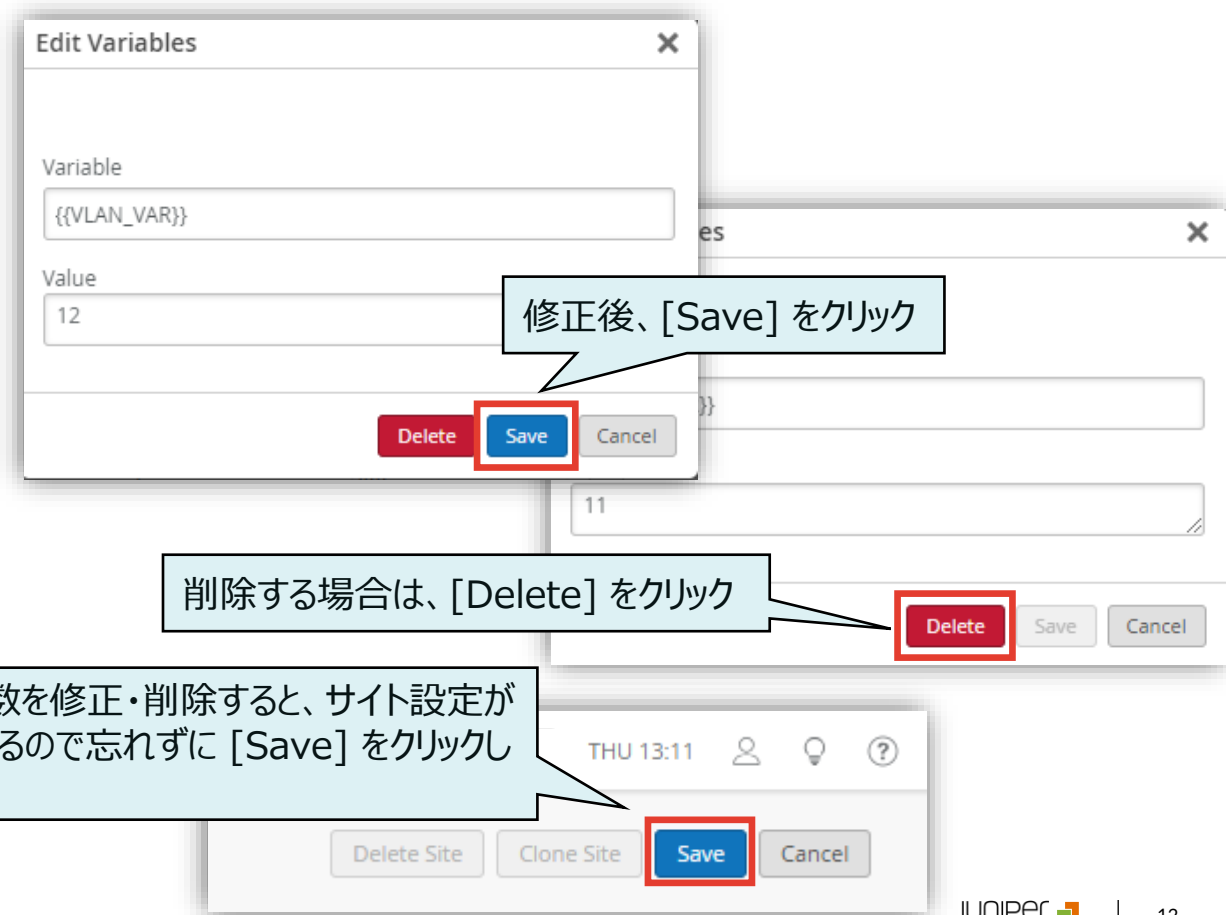 Edit Variables
Variable
{{VLAN_VAR}}
Value
12
修正後、[Save] をクリック
Delete
Save
Cancel
es
}}
11
削除する場合は、[Delete] をクリック
Delete
Save
Cancel
数を修正・削除すると、サイト設定が
るので忘れずに [Save] をクリックし
THU 13:11
Delete Site
Clone Site
Save
Cancel
JUNIPER
12